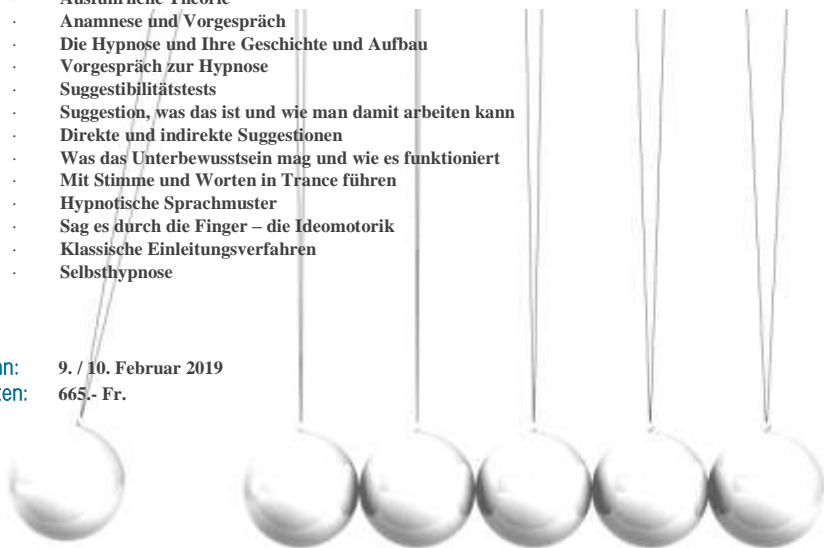 · Ausführliche Theorie
· Anamnese und Vorgespräch
· Die Hypnose und Ihre Geschichte und Aufbau
· Vorgespräch zur Hypnose
· Suggestibilitätstests
· Suggestion, was das ist und wie man damit arbeiten kann
· Direkte und indirekte Suggestionen
· Was das Unterbewusstsein mag und wie es funktioniert
· Mit Stimme und Worten in Trance führen
· Hypnotische Sprachmuster
· Sag es durch die Finger – die Ideomotorik
· Klassische Einleitungsverfahren
· Selbsthypnose
9. / 10. Februar 2019
665.- Fr.